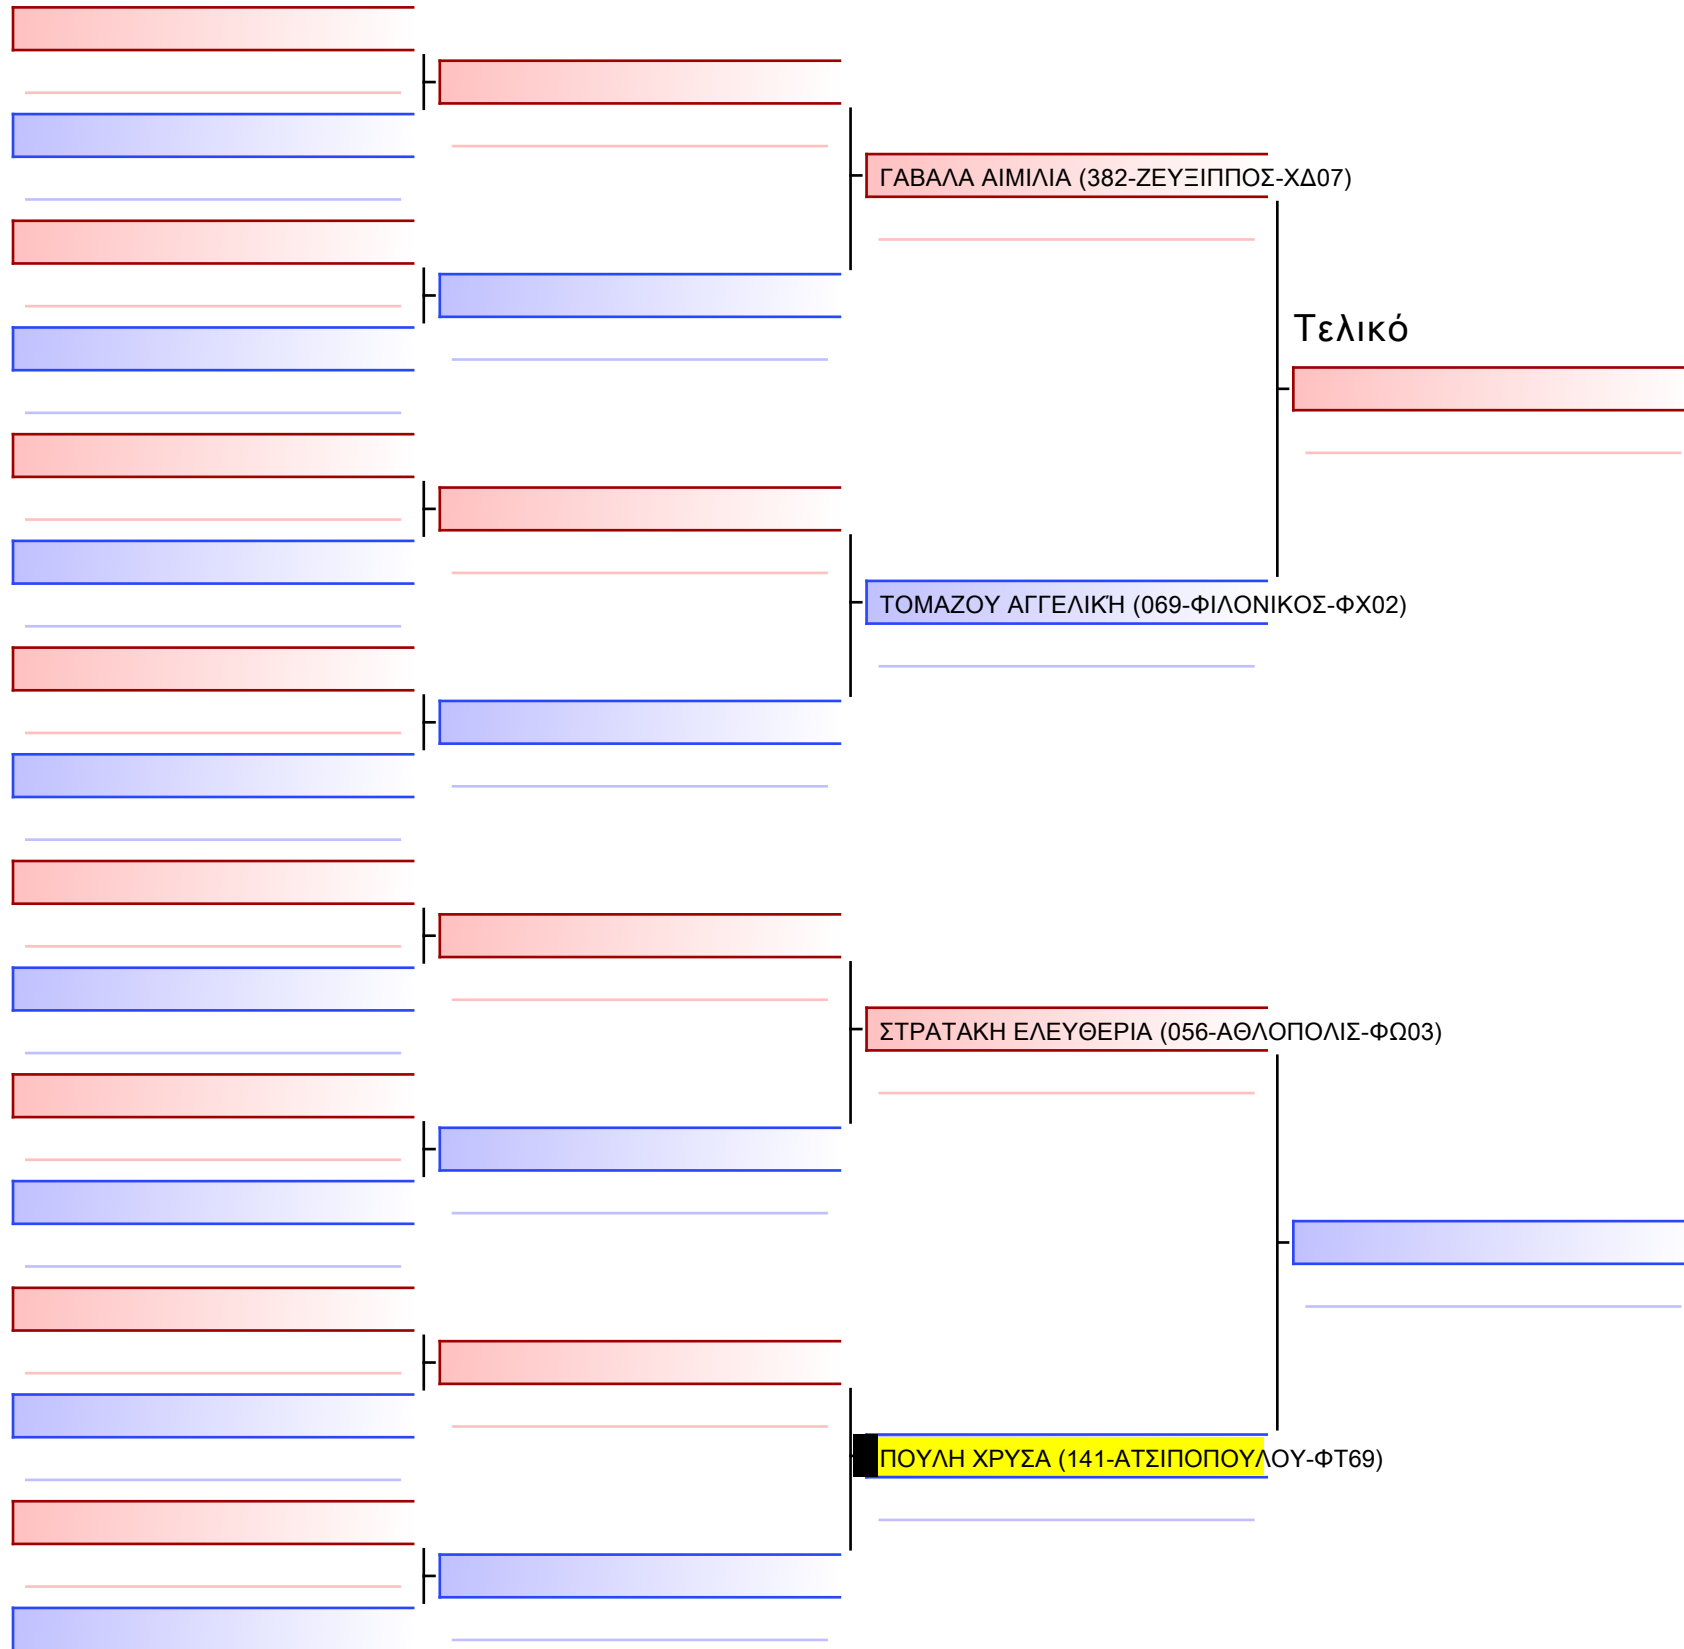 ΓΑΒΑΛΑ ΑΙΜΙΛΙΑ (382-ΖΕΥΞΙΠΠΟΣ-ΧΔ07)
Τελικό
ΤΟΜΑΖΟΥ ΑΓΓΕΛΙΚΉ (069-ΦΙΛΟΝΙΚΟΣ-ΦΧ02)
ΣΤΡΑΤΑΚΗ ΕΛΕΥΘΕΡΙΑ (056-ΑΘΛΟΠΟΛΙΣ-ΦΩ03)
ΠΟΥΛΗ ΧΡΥΣΑ (141-ΑΤΣΙΠΟΠΟΥΛΟΥ-ΦΤ69)